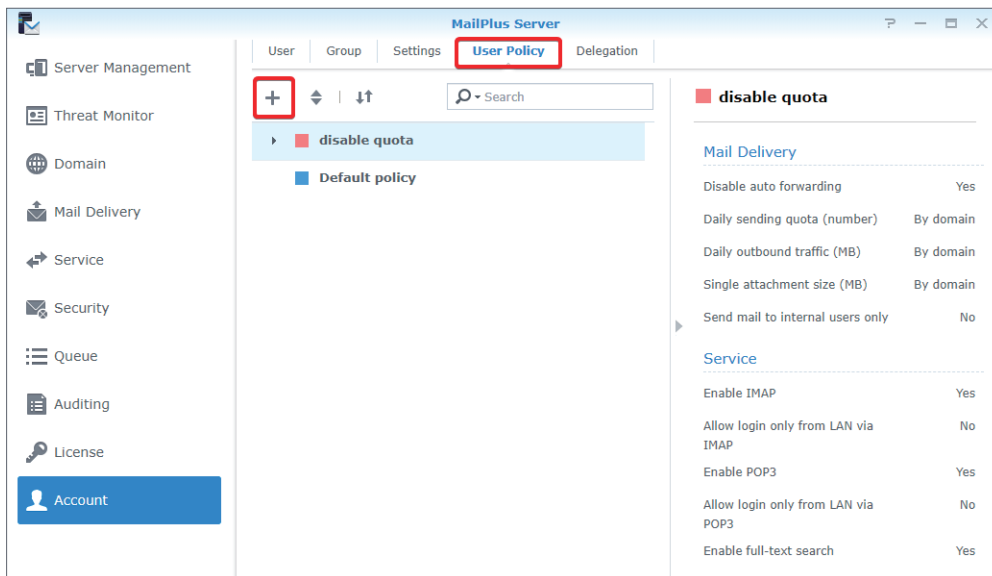 MailPlus Server
Server Management
Threat Monitor
Domain
Mail Delivery
Service
Security
Queue
Auditing
License
Account
User Group Settings User Policy Delegation
Search
disable quota
Default policy
disable quota
Mail Delivery
Disable auto forwarding Yes
Daily sending quota (number) By domain
Daily outbound traffic (MB) By domain
Single attachment size (MB) By domain
Send mail to internal users only No
Service
Enable IMAP Yes
Allow login only from LAN via No
IMAP
Enable POP3 Yes
Allow login only from LAN via No
POP3
Enable full-text search Yes